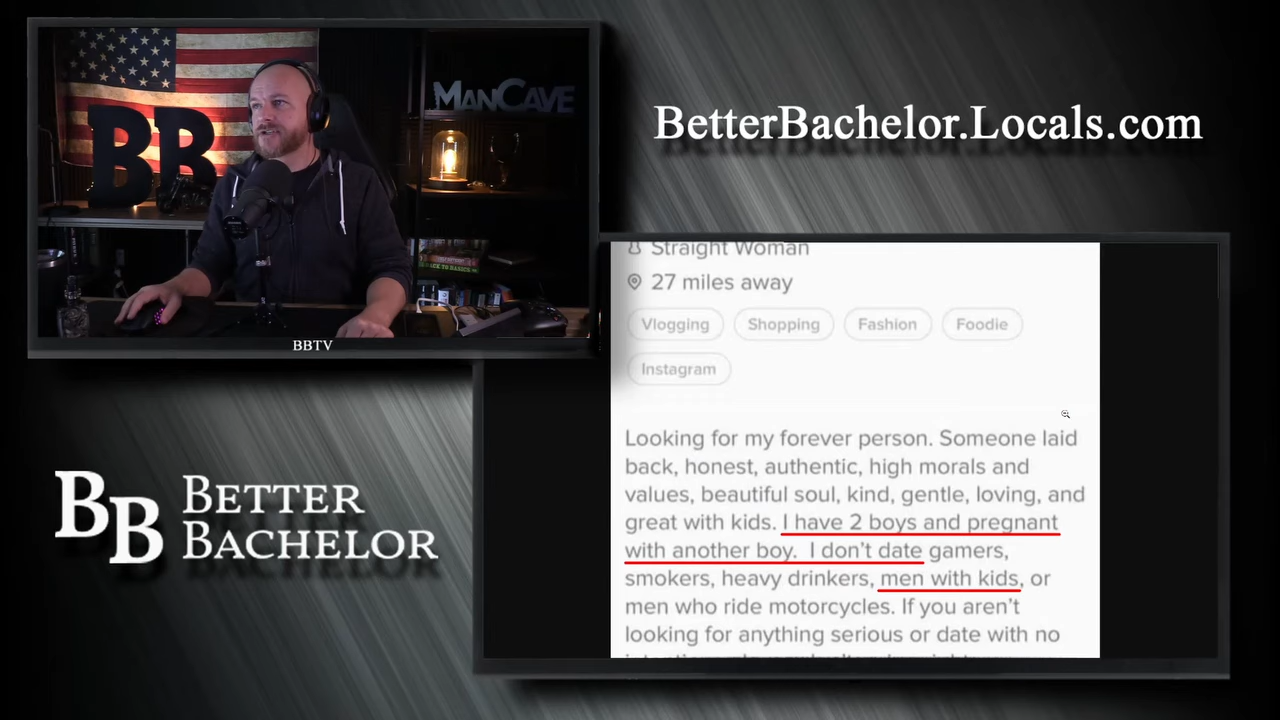 BB
MANCAVE
BACK TO BASICS
BBTV
BetterBachelor.Locals.com
BB BETTER
BACHELOR
Straight Woman
27 miles away
Vlogging Shopping Fashion Foodie
Instagram
Looking for my forever person. Someone laid
back, honest, authentic, high morals and
values, beautiful soul, kind, gentle, loving, and
great with kids. I have 2 boys and pregnant
with another boy. I don't date gamers,
smokers, heavy drinkers, men with kids, or
men who ride motorcycles. If you aren't
looking for anything serious or date with no